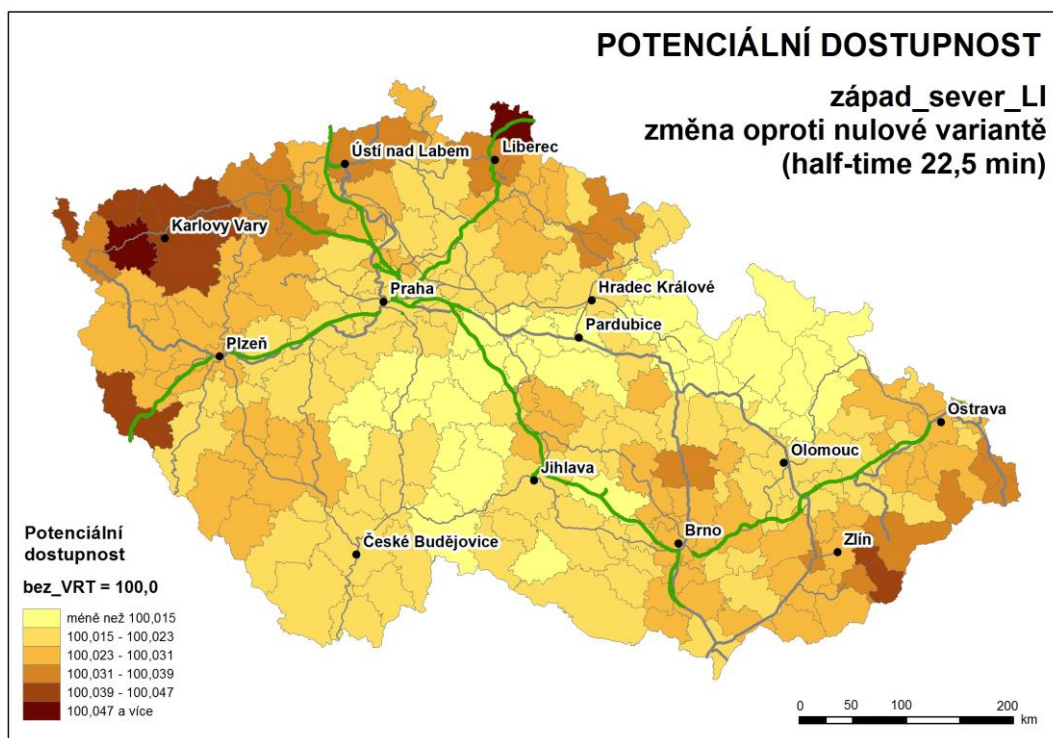 POTENCIÁLNÍ DOSTUPNOST
západ_sever_LI
změna oproti nulové variantě
(half-time 22,5 min)
Ústí nad Labem
Liberec
Karlovy Vary
Praha
Hradec Králové
Pardubice
Plzeň
Ostrava
Olomouc
Jihlava
Brno
Zlín
České Budějovice
Potenciální
dostupnost
bez_VRT = 100,0
méně než 100,015
100,015 - 100,023
100,023 - 100,031
100,031 - 100,039
100,039 - 100,047
100,047 a více
0 50 100 200
km